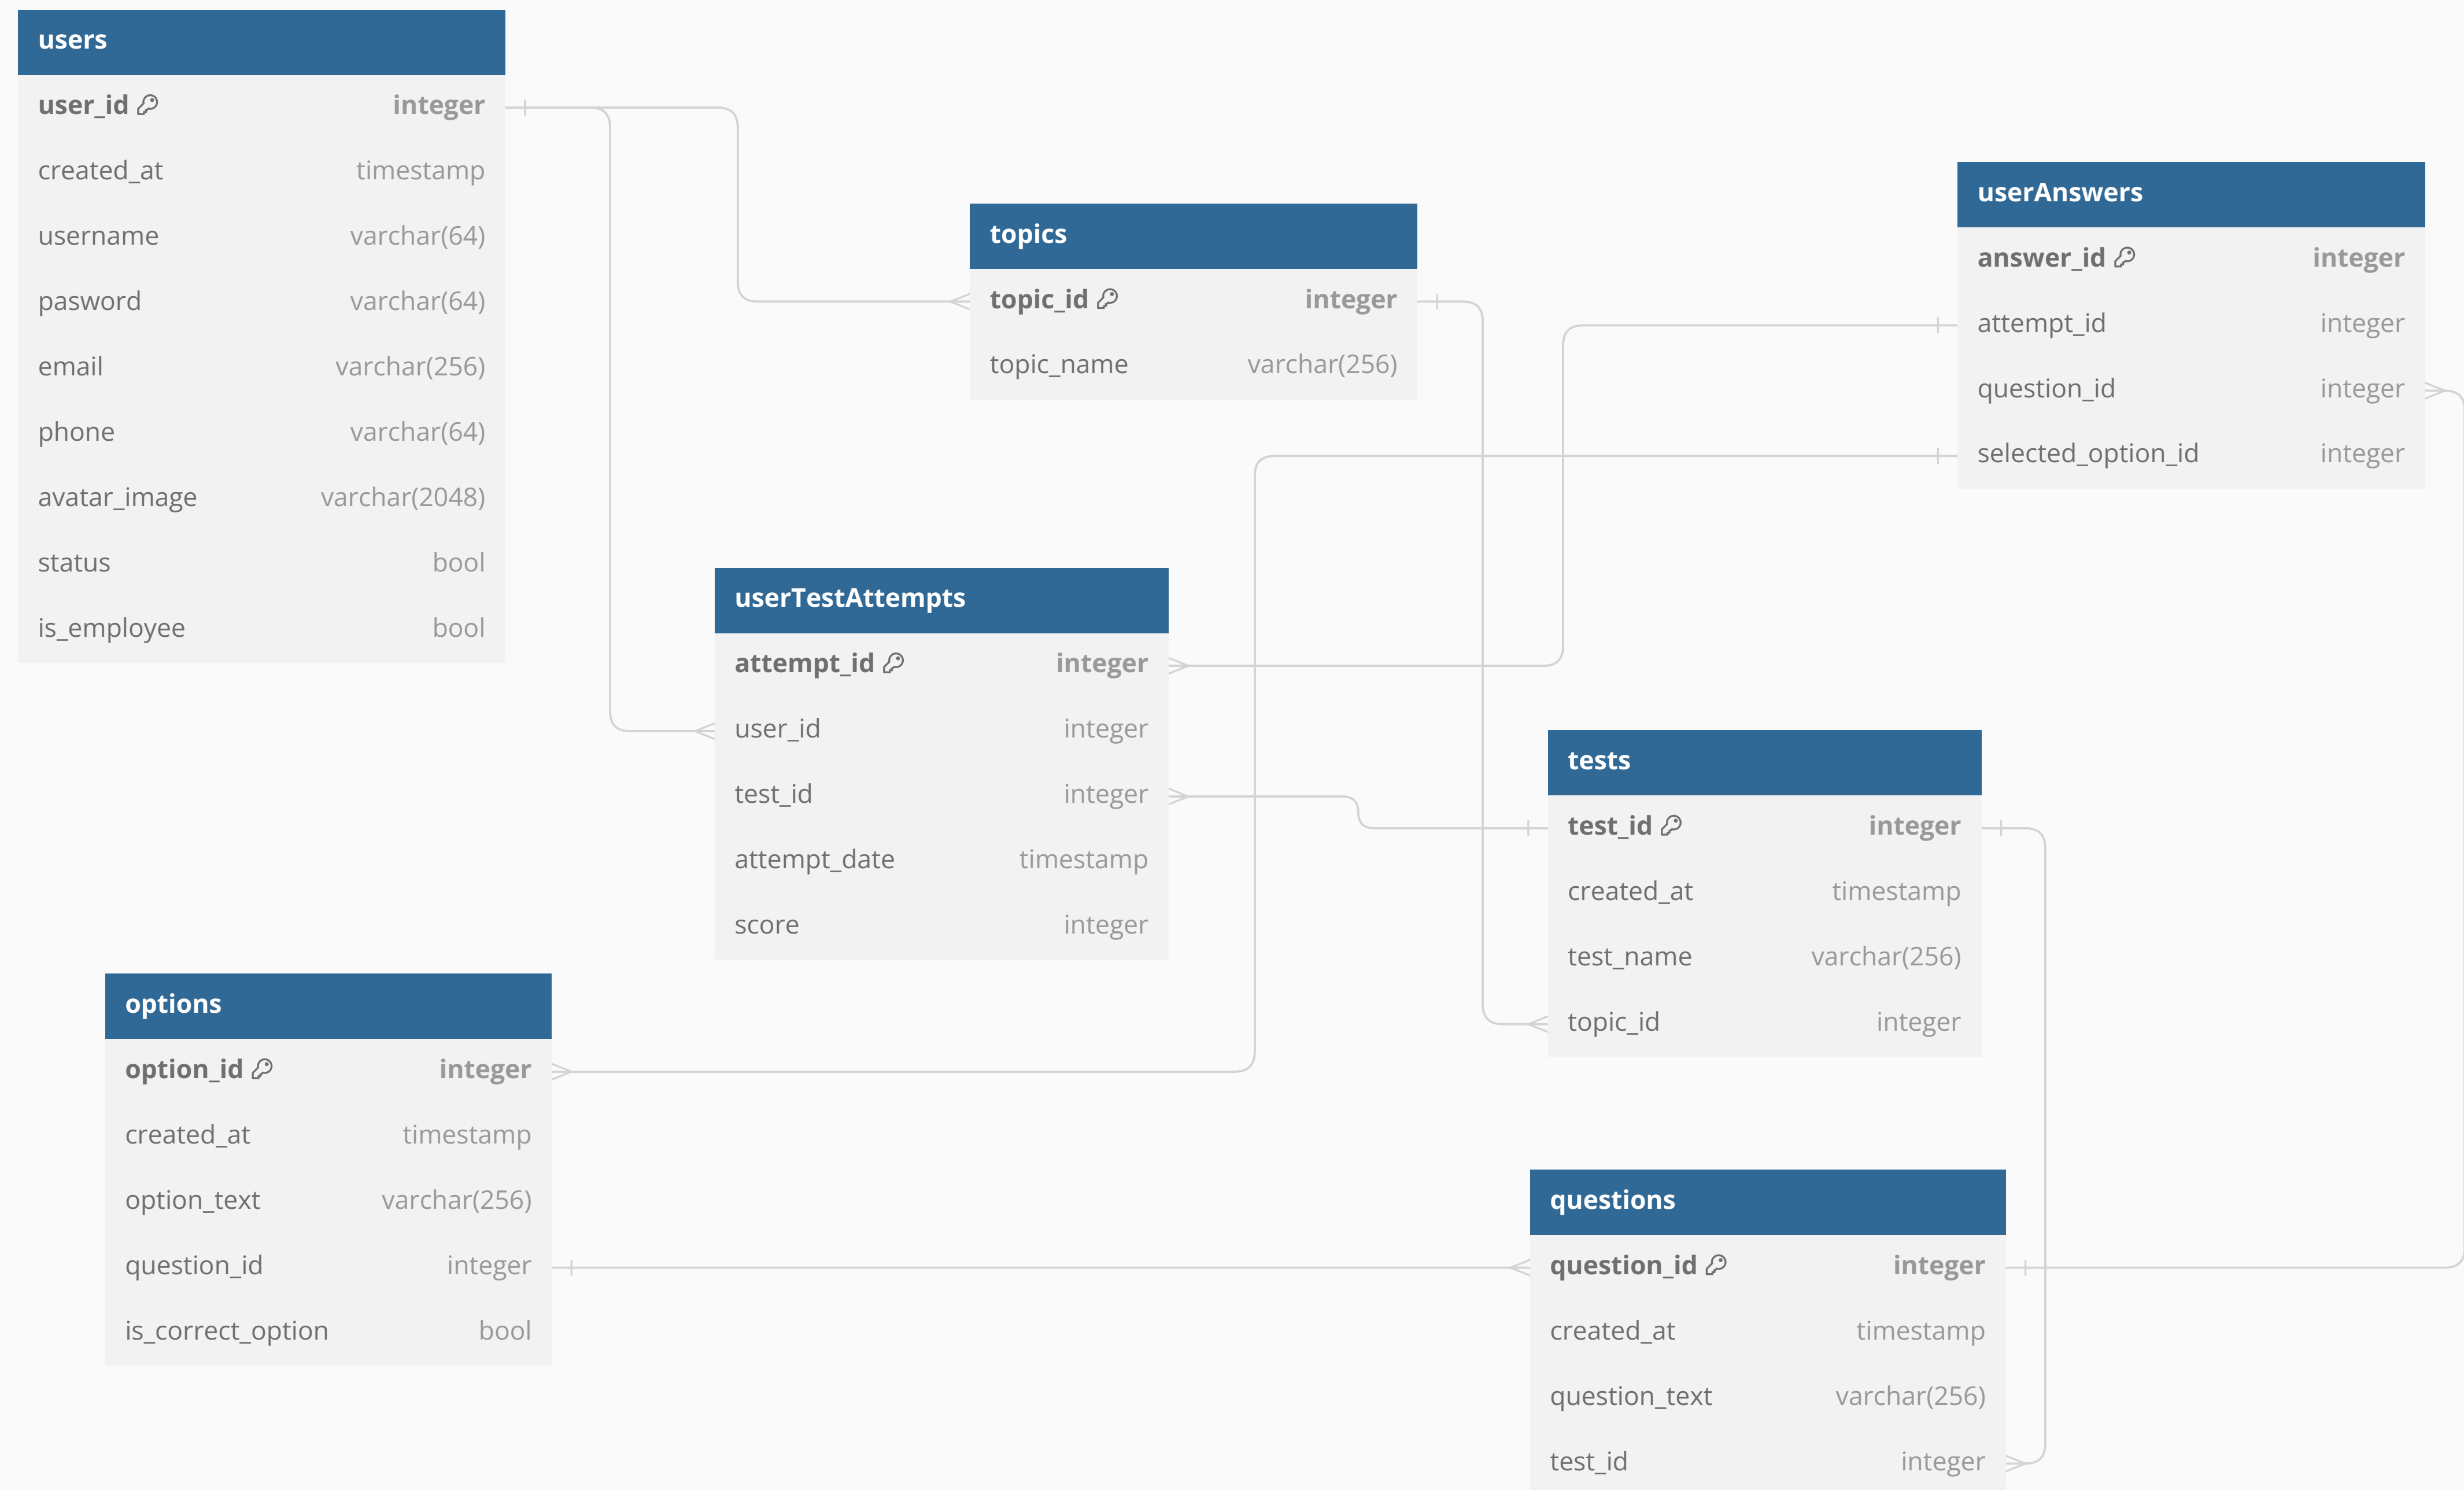 users
user_id integer
created_at timestamp
username varchar(64)
pasword varchar(64)
email varchar(256)
phone varchar(64)
avatar_image varchar(2048)
status bool
is_employee bool
topics
topic_id integer
topic_name varchar(256)
userAnswers
answer_id integer
attempt_id integer
question_id integer
selected_option_id integer
userTestAttempts
attempt_id integer
user_id integer
test_id integer
attempt_date timestamp
score integer
tests
test_id integer
created_at timestamp
test_name varchar(256)
topic_id integer
options
option_id integer
created_at timestamp
option_text varchar(256)
question_id integer
is_correct_option bool
questions
question_id integer
created_at timestamp
question_text varchar(256)
test_id integer